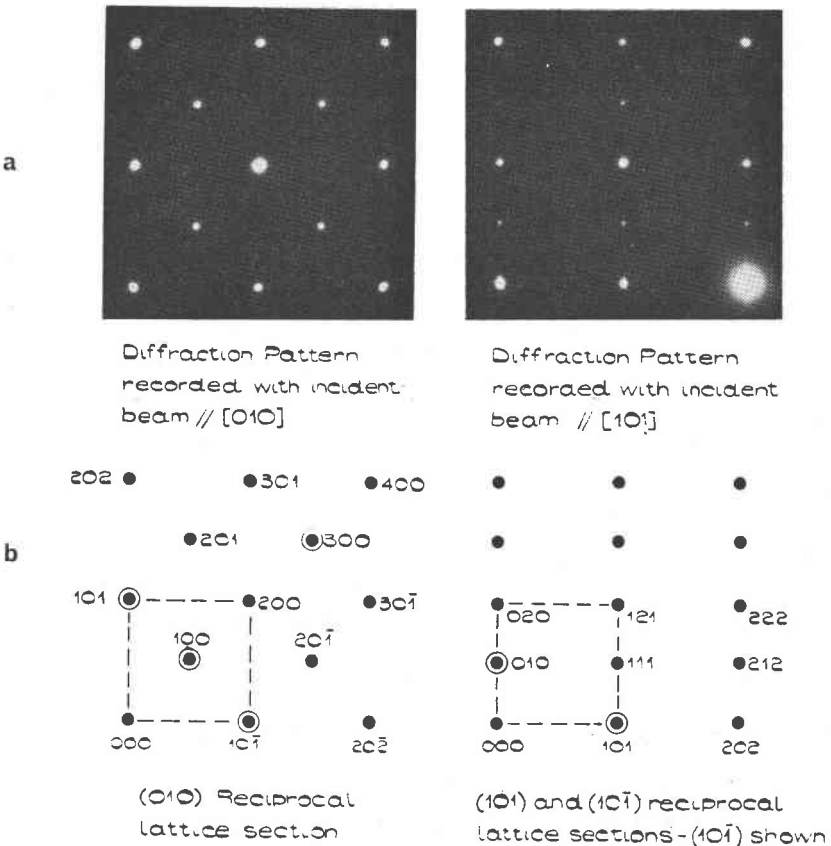 a
Diffraction Pattern
recorded with incident
beam // [010]
Diffraction Pattern
recorded with incident
beam // [101̄]
b
202
301
400
201
300
101
200
301̄
100
201̄
000
101̄
202̄
020
121
222
010
111
212
000
101
202
(010) Reciprocal
lattice section
(101) and (101̄) reciprocal
lattice sections - (101̄) shown